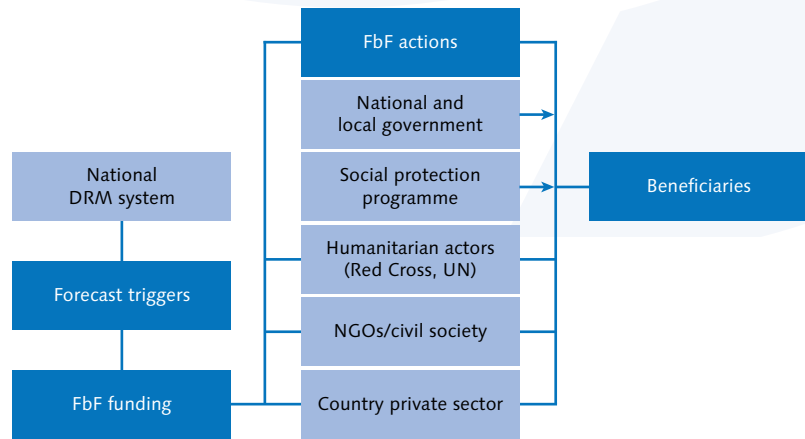 FbF actions
National and
local government
Social protection
programme
Humanitarian actors
(Red Cross, UN)
NGOs/civil society
Country private sector
National
DRM system
Forecast triggers
FbF funding
Beneficiaries